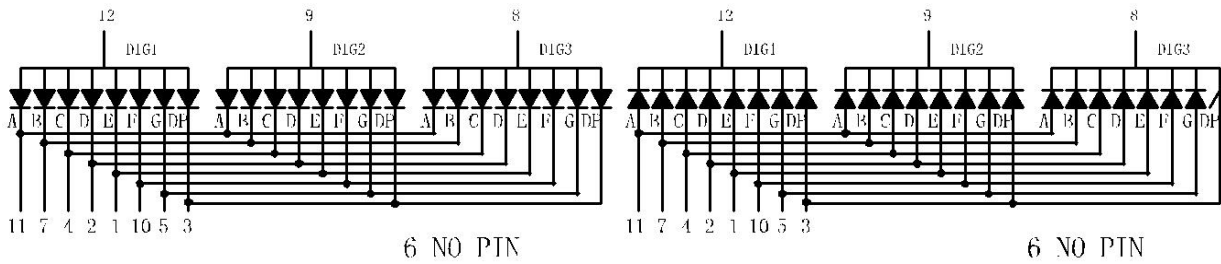 12 9 8 12 9 8
DIG1 DIG2 DIG3 DIG1 DIG2 DIG3
A B C D E F G DP A B C D E F G DP A B C D E F G DP A B C D E F G DP A B C D E F G DP A B C D E F G DP
11 7 4 2 1 10 5 3 11 7 4 2 1 10 5 3
6 NO PIN 6 NO PIN